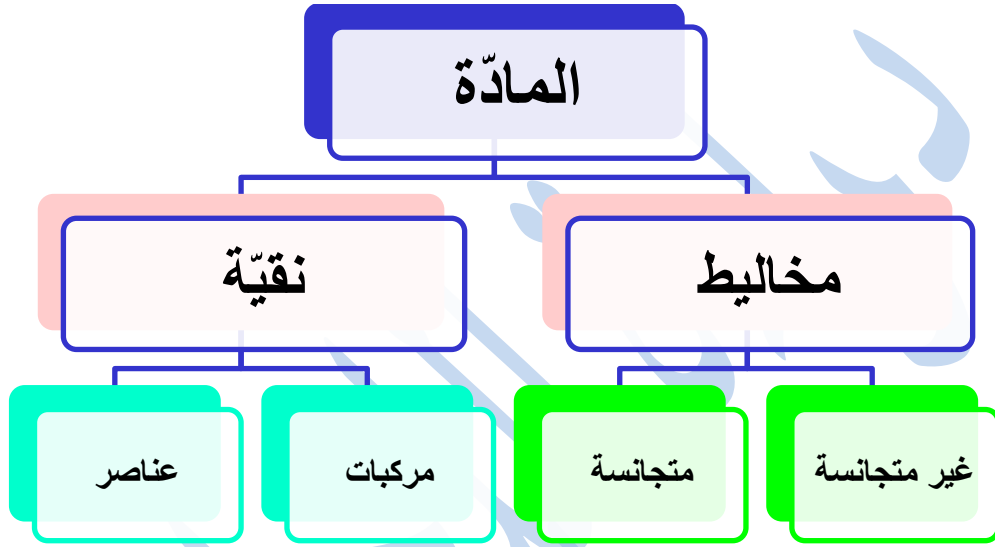 المادّة
مخاليط
نقيّة
غير متجانسة
متجانسة
مركبات
عناصر